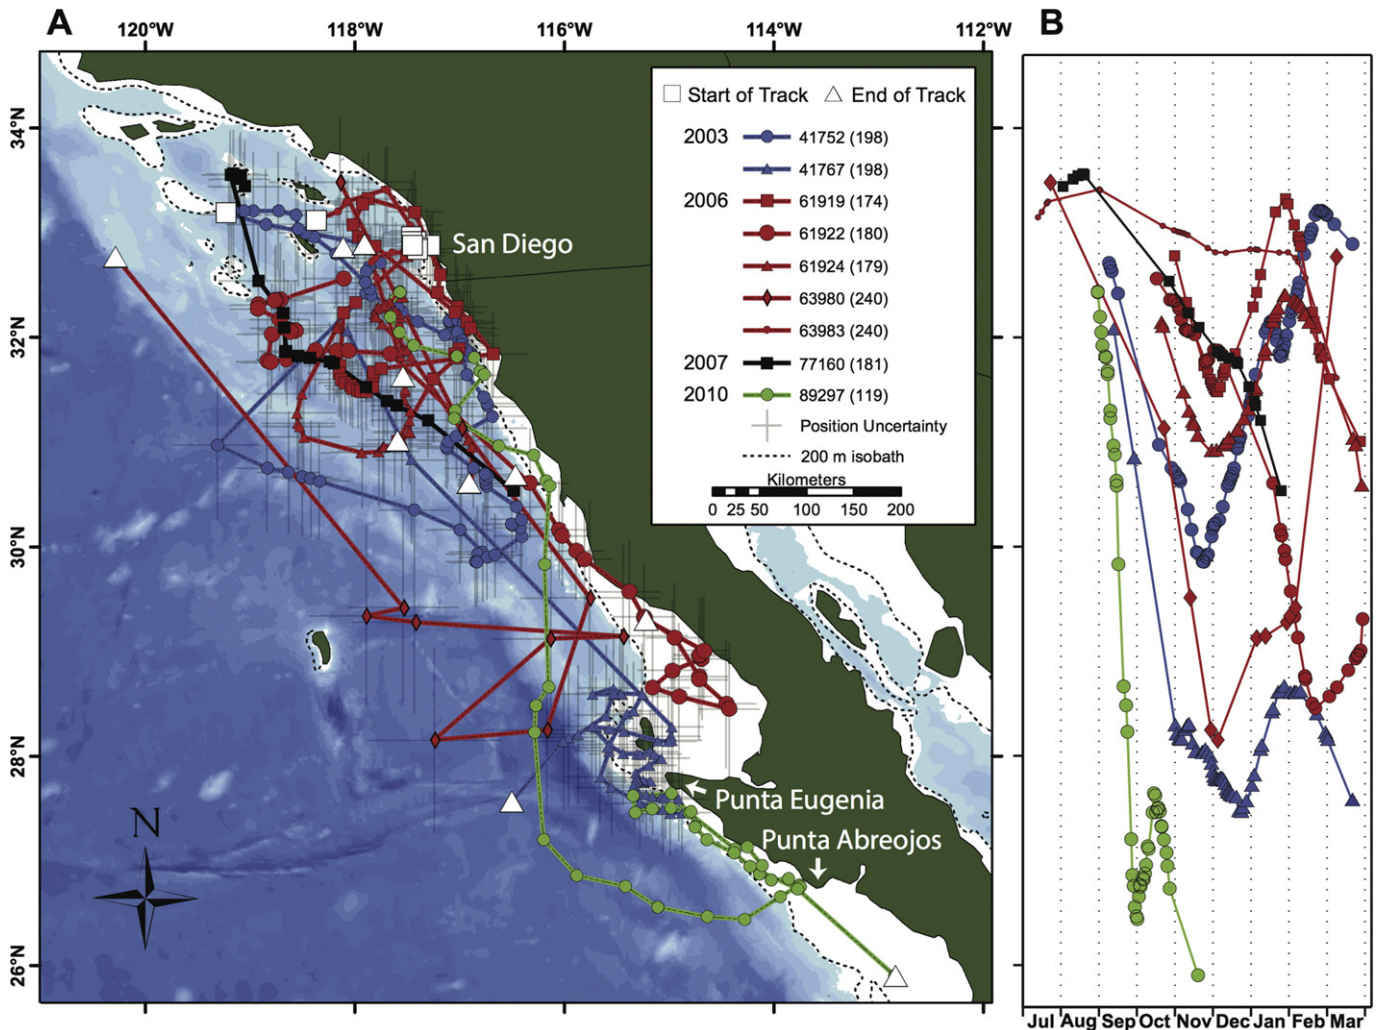 A
B
120°W
118°W
116°W
114°W
112°W
34°N
32°N
30°N
28°N
26°N
Start of Track
End of Track
2003
41752 (198)
41767 (198)
2006
61919 (174)
61922 (180)
61924 (179)
63980 (240)
63983 (240)
2007
77160 (181)
2010
89297 (119)
Position Uncertainty
200 m isobath
Kilometers
0 25 50 100 150 200
San Diego
Punta Eugenia
Punta Abreojos
N
Jul Aug Sep Oct Nov Dec Jan Feb Mar